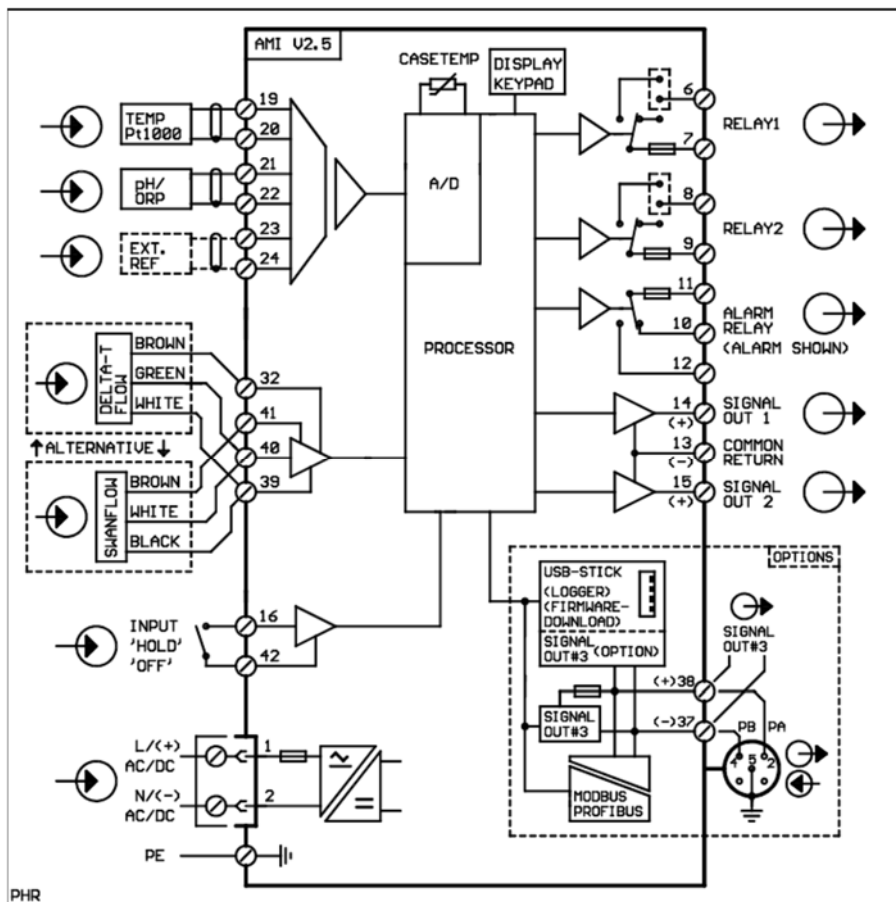 AMI V2.5
CASETEMP
DISPLAY
KEYPAD
TEMP
Pt1000
19
20
pH/
ORP
21
22
EXT.
REF
23
24
A/D
PROCESSOR
6
7
RELAY1
8
9
RELAY2
11
10
12
ALARM
RELAY
(ALARM SHOWN)
14
(+)
SIGNAL
OUT 1
13
(-)
COMMON
RETURN
15
(+)
SIGNAL
OUT 2
DELTA-T
FLOW
BROWN
GREEN
WHITE
32
41
40
39
↑ALTERNATIVE↓
SWANFLOW
BROWN
WHITE
BLACK
INPUT
'HOLD'
'OFF'
16
42
L/(+)
AC/DC
1
N/(-)
AC/DC
2
PE
OPTIONS
USB-STICK
(LOGGER)
(FIRMWARE-
DOWNLOAD)
SIGNAL
OUT#3 (OPTION)
SIGNAL
OUT#3
SIGNAL
OUT#3
(+)38
(-)37
PB PA
4 5 2
MODBUS
PROFIBUS
PHR